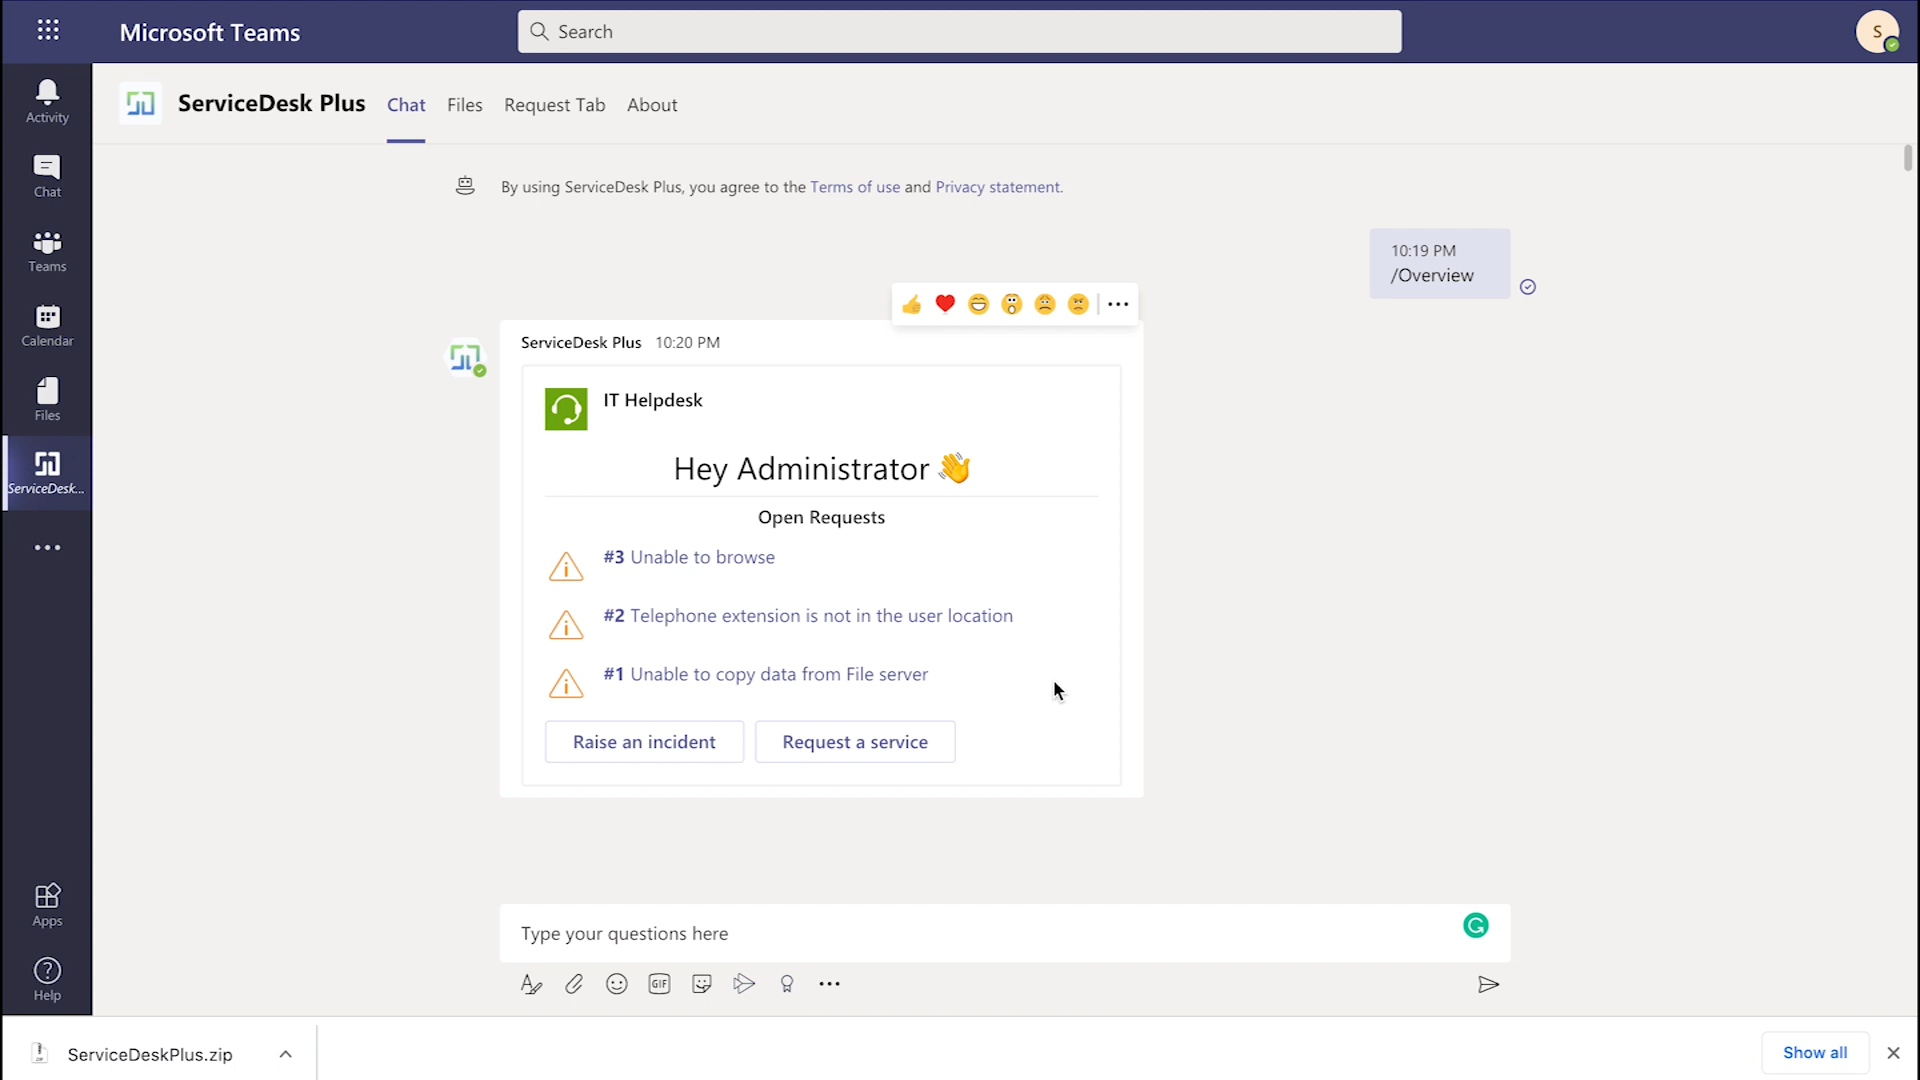 Microsoft Teams
Search
S
Activity
Chat
Teams
Calendar
Files
ServiceDesk...
Apps
Help
ServiceDesk Plus Chat Files Request Tab About
By using ServiceDesk Plus, you agree to the Terms of use and Privacy statement.
10:19 PM
/Overview
ServiceDesk Plus 10:20 PM
IT Helpdesk
Hey Administrator 👋
Open Requests
#3 Unable to browse
#2 Telephone extension is not in the user location
#1 Unable to copy data from File server
Raise an incident Request a service
Type your questions here
GIF
ServiceDeskPlus.zip
Show all